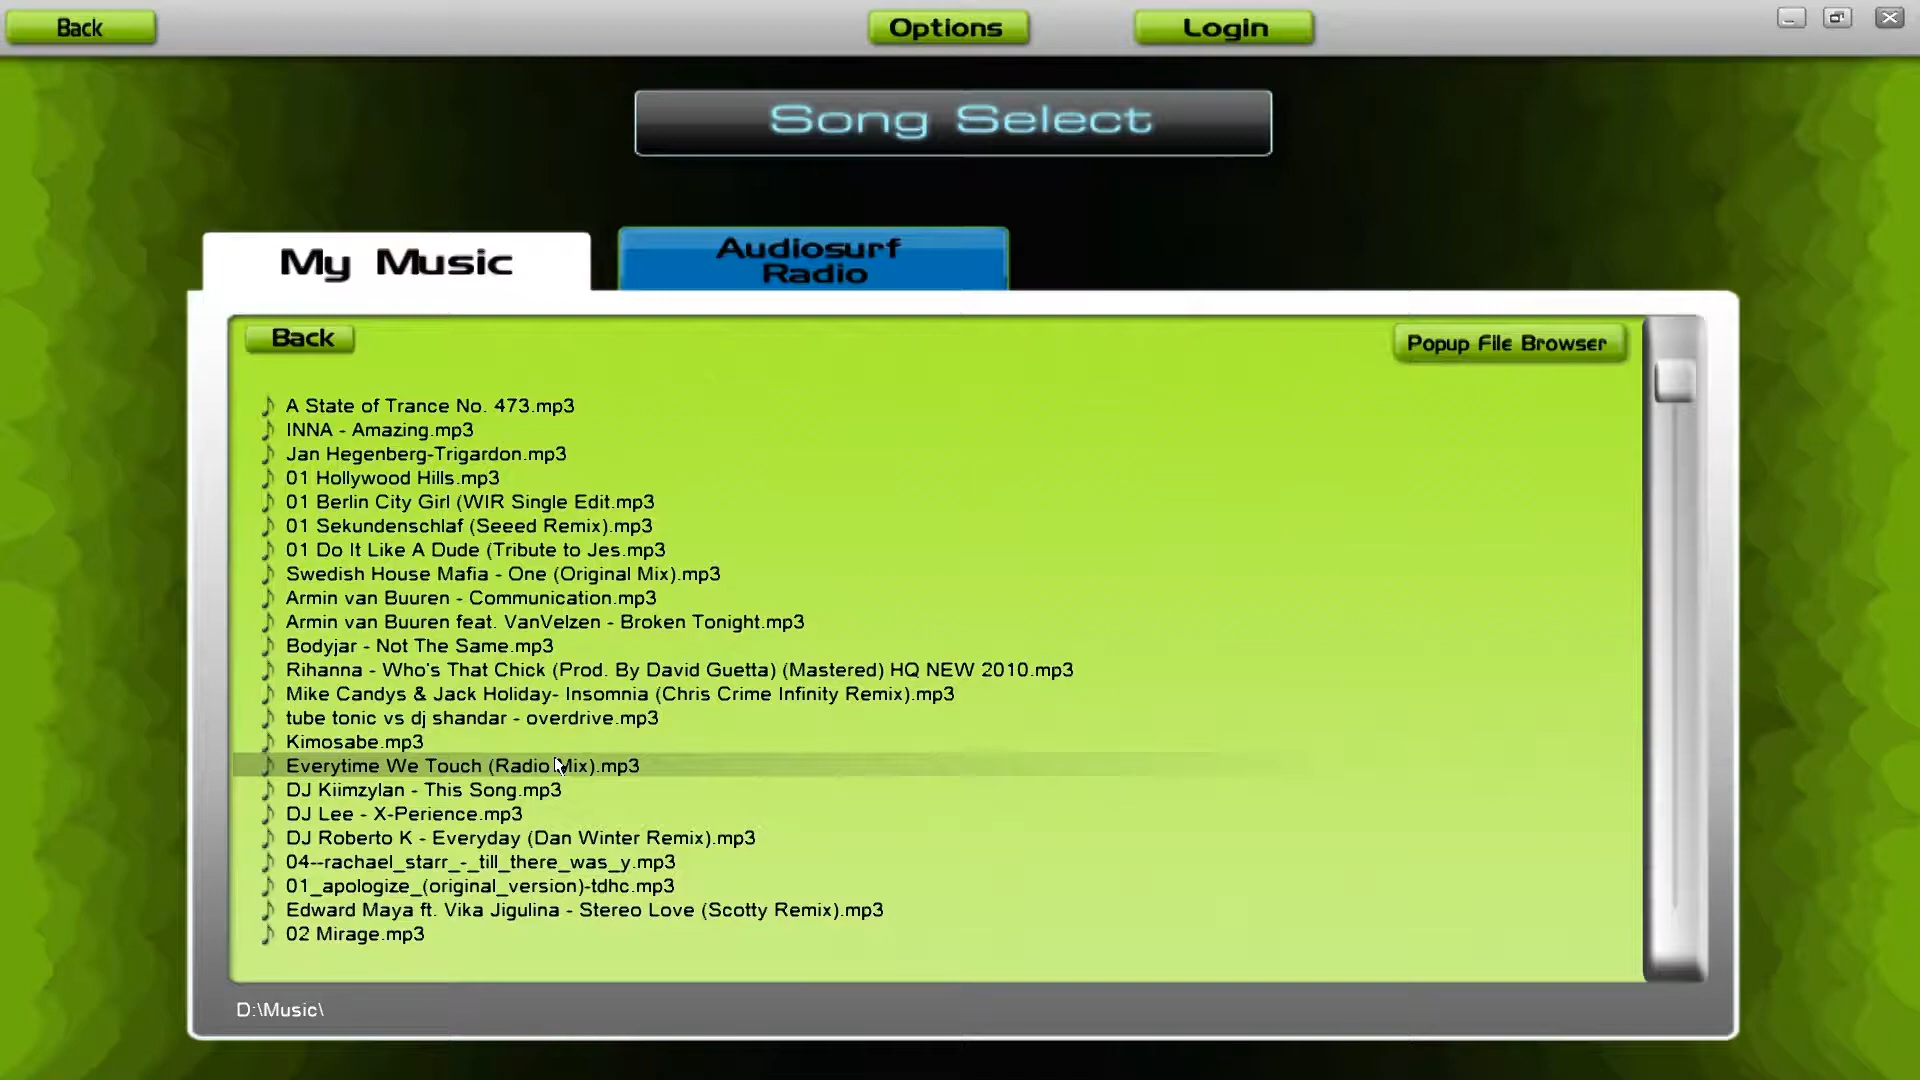 Back
Options
Login
Song Select
My Music
Audiosurf
Radio
Back
Popup File Browser
A State of Trance No. 473.mp3
INNA - Amazing.mp3
Jan Hegenberg-Trigardon.mp3
01 Hollywood Hills.mp3
01 Berlin City Girl (WIR Single Edit.mp3
01 Sekundenschlaf (Seeed Remix).mp3
01 Do It Like A Dude (Tribute to Jes.mp3
Swedish House Mafia - One (Original Mix).mp3
Armin van Buuren - Communication.mp3
Armin van Buuren feat. VanVelzen - Broken Tonight.mp3
Bodyjar - Not The Same.mp3
Rihanna - Who's That Chick (Prod. By David Guetta) (Mastered) HQ NEW 2010.mp3
Mike Candys & Jack Holiday- Insomnia (Chris Crime Infinity Remix).mp3
tube tonic vs dj shandar - overdrive.mp3
Kimosabe.mp3
Everytime We Touch (Radio Mix).mp3
DJ Kiimzylan - This Song.mp3
DJ Lee - X-Perience.mp3
DJ Roberto K - Everyday (Dan Winter Remix).mp3
04--rachael_starr_-_till_there_was_y.mp3
01_apologize_(original_version)-tdhc.mp3
Edward Maya ft. Vika Jigulina - Stereo Love (Scotty Remix).mp3
02 Mirage.mp3
D:\Music\